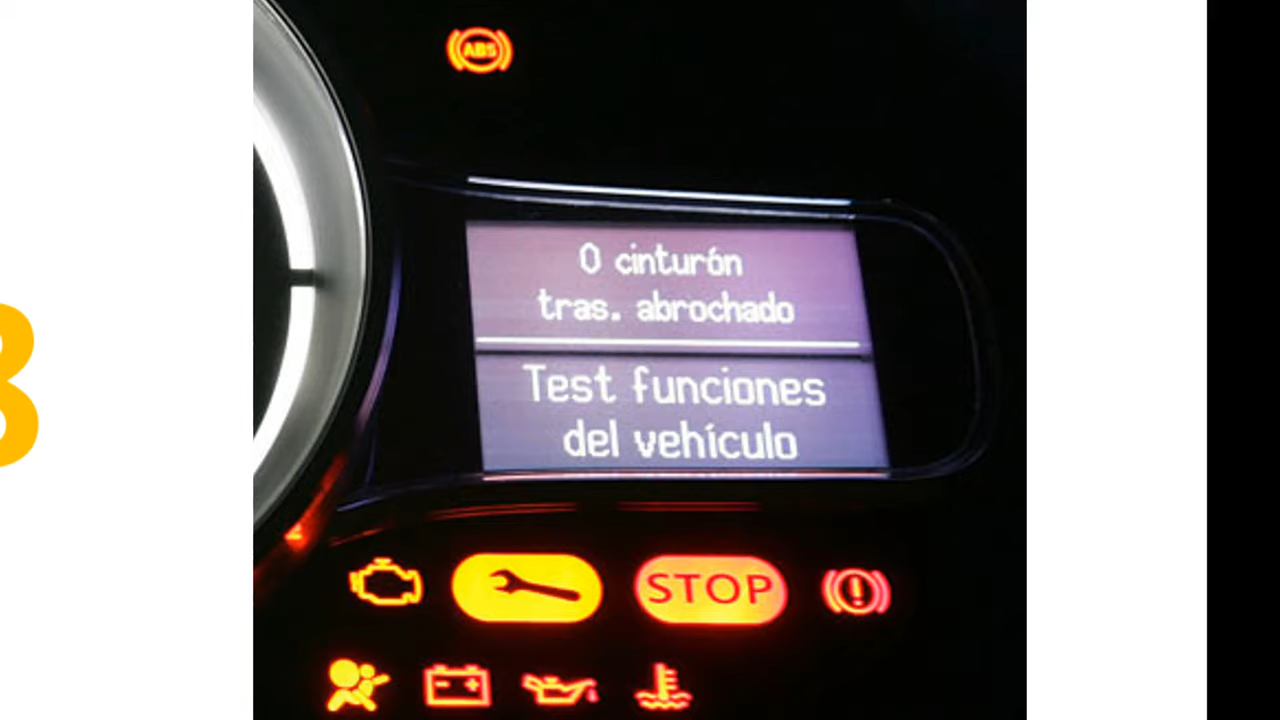 ABS
0 cinturón
tras. abrochado
Test funciones
del vehículo
STOP